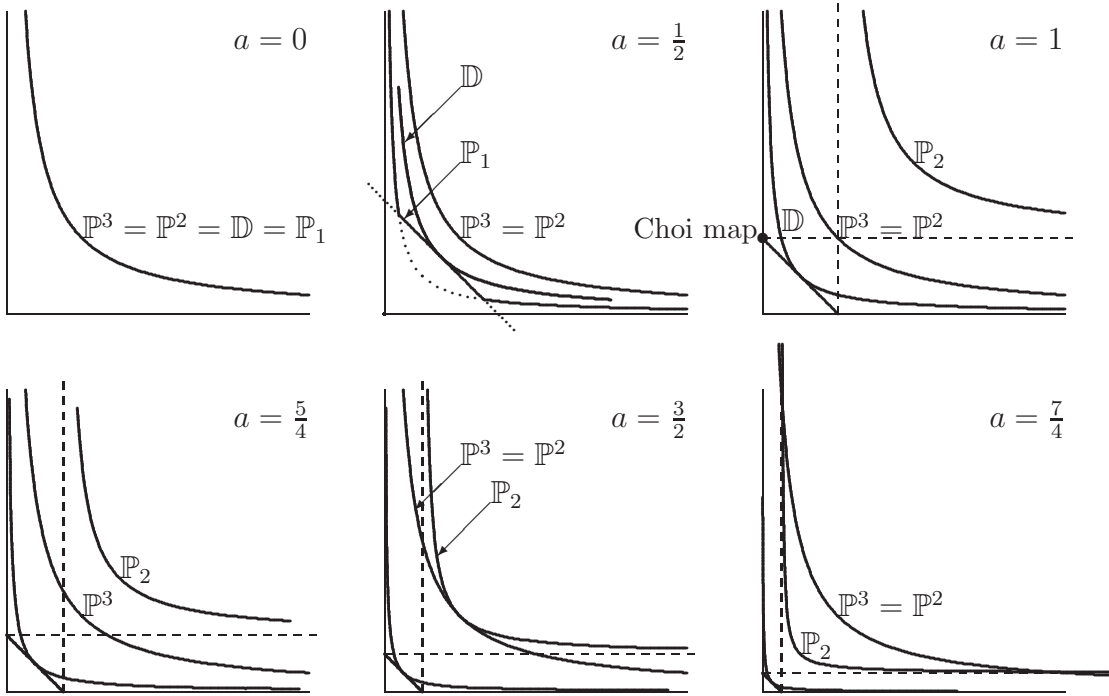 a = 0
ℙ³ = ℙ² = 𝔻 = ℙ₁
a = 1/2
𝔻
ℙ₁
ℙ³ = ℙ²
a = 1
ℙ₂
Choi map
𝔻
ℙ³ = ℙ²
a = 5/4
ℙ₂
ℙ³
a = 3/2
ℙ³ = ℙ²
ℙ₂
a = 7/4
ℙ³ = ℙ²
ℙ₂